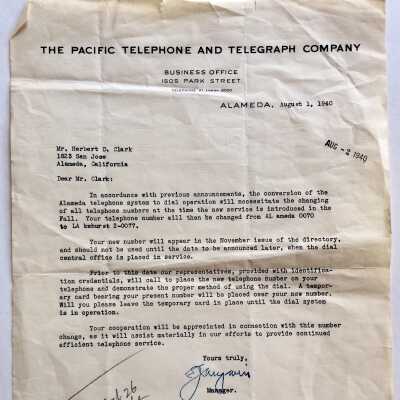 THE PACIFIC TELEPHONE AND TELEGRAPH COMPANY
BUSINESS OFFICE
1605 PARK STREET
TELEPHONE
ALAMEDA, August 1, 1940
AUG -2 1940
Mr. Herbert D. Clark
1823 San Jose
Alameda, California
Dear Mr. Clark:
In accordance with previous announcements, the conversion of the
Alameda telephone system to dial operation will necessitate the changing
of all telephone numbers at the time the new service is introduced in the
Fall. Your telephone number will then be changed from Al ameda 0070
to LA kehurst 2-0077.
Your new number will appear in the November issue of the directory,
and should not be used until the date to be announced later, when the dial
central office is placed in service.
Prior to this date our representatives, provided with identifica-
tion credentials, will call to place the new telephone number on your
telephone and demonstrate the proper method of using the dial. A tempor-
ary card bearing your present number will be placed over your new number.
Will you please leave the temporary card in place until the dial system
is in operation.
Your cooperation will be appreciated in connection with this number
change, as it will assist materially in our efforts to provide continued
efficient telephone service.
Yours truly,
Manager.
26